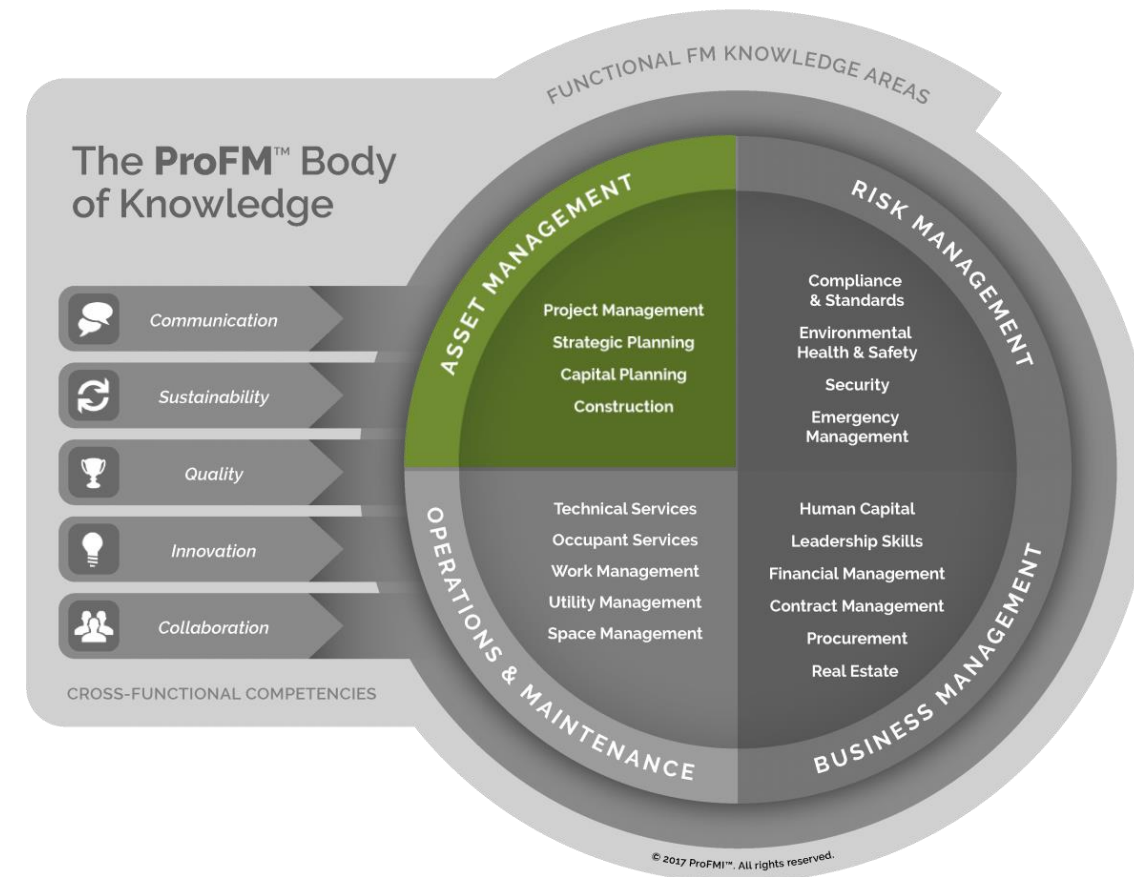 FUNCTIONAL FM KNOWLEDGE AREAS
The ProFM™ Body
of Knowledge
Communication
Sustainability
Quality
Innovation
Collaboration
CROSS-FUNCTIONAL COMPETENCIES
ASSET MANAGEMENT
Project Management
Strategic Planning
Capital Planning
Construction
RISK MANAGEMENT
Compliance
& Standards
Environmental
Health & Safety
Security
Emergency
Management
OPERATIONS & MAINTENANCE
Technical Services
Occupant Services
Work Management
Utility Management
Space Management
BUSINESS MANAGEMENT
Human Capital
Leadership Skills
Financial Management
Contract Management
Procurement
Real Estate
© 2017 ProFMI™. All rights reserved.